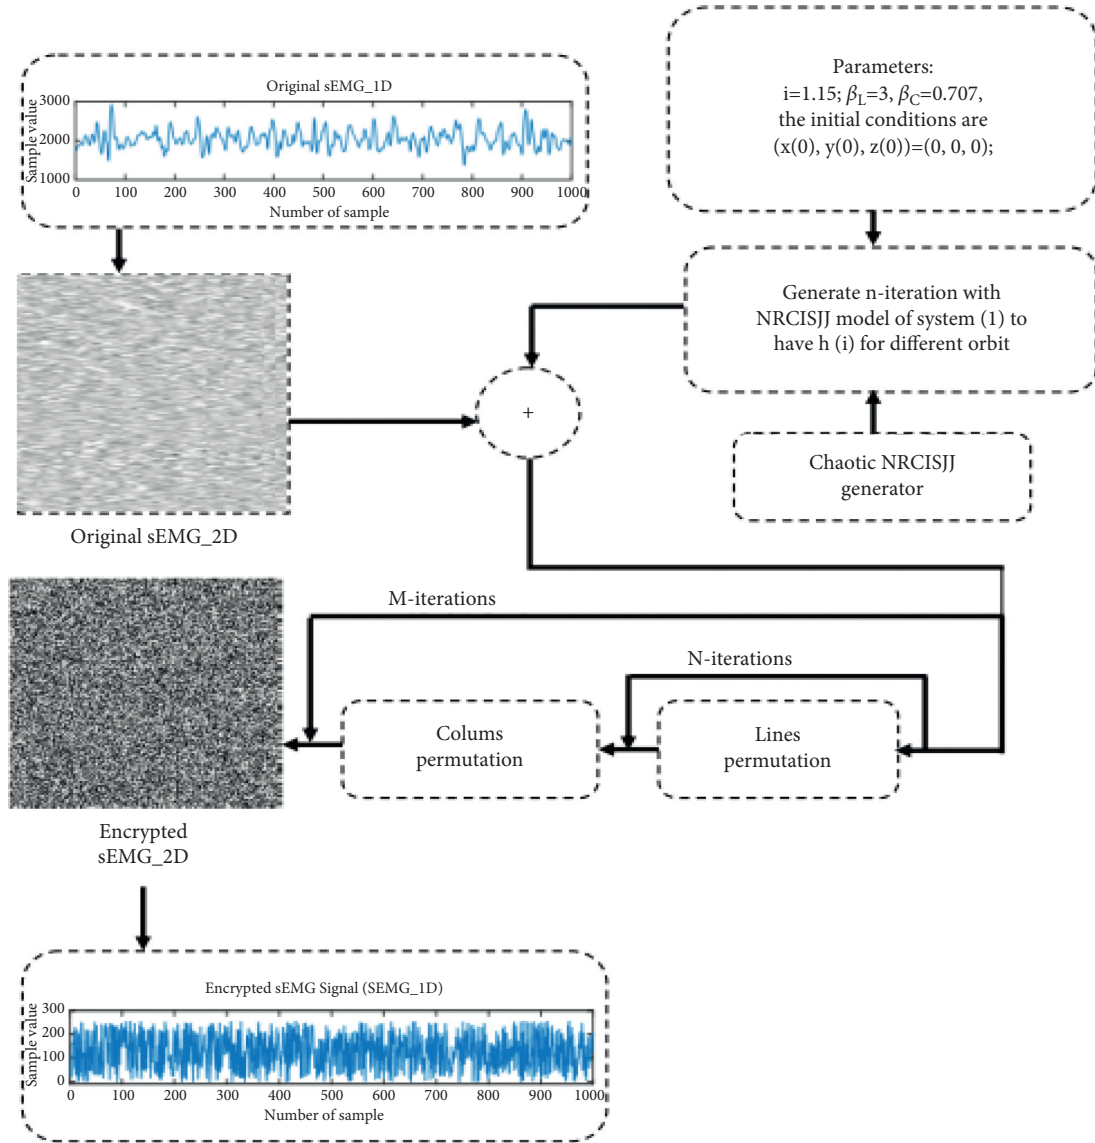 Original sEMG_1D
Sample value
3000
2000
1000
0 100 200 300 400 500 600 700 800 900 1000
Number of sample
Parameters:
i=1.15; β_L=3, β_C=0.707,
the initial conditions are
(x(0), y(0), z(0))=(0, 0, 0);
Generate n-iteration with
NRCISJJ model of system (1) to
have h (i) for different orbit
+
Chaotic NRCISJJ
generator
Original sEMG_2D
M-iterations
N-iterations
Colums
permutation
Lines
permutation
Encrypted
sEMG_2D
Encrypted sEMG Signal (SEMG_1D)
Sample value
300
200
100
0
0 100 200 300 400 500 600 700 800 900 1000
Number of sample